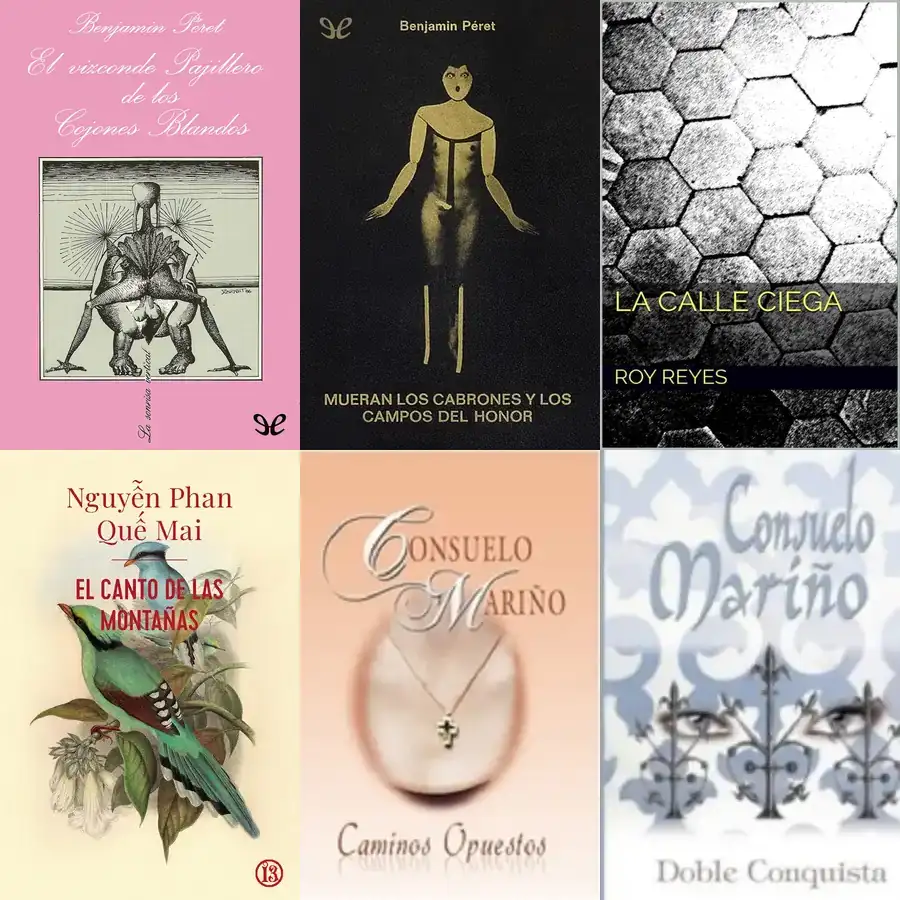 Benjamin Péret
El vizconde Pajillero
de los
Cojones Blandos
La sonrisa vertical
Benjamin Péret
MUERAN LOS CABRONES Y LOS
CAMPOS DEL HONOR
LA CALLE CIEGA
ROY REYES
Nguyễn Phan
Quế Mai
EL CANTO DE LAS
MONTAÑAS
13
CONSUELO
MARIÑO
Caminos Opuestos
Consuelo
Mariño
Doble Conquista